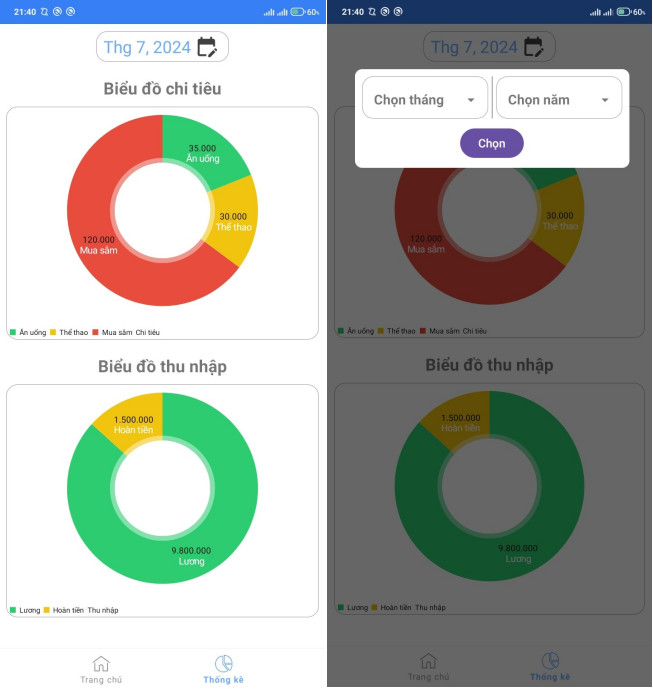 21:40 60%
Thg 7, 2024
Biểu đồ chi tiêu
35.000
Ăn uống
30.000
Thể thao
120.000
Mua sắm
Ăn uống Thể thao Mua sắm Chi tiêu
Biểu đồ thu nhập
1.500.000
Hoàn tiền
9.800.000
Lương
Lương Hoàn tiền Thu nhập
Trang chủ
Thống kê
21:40 60%
Thg 7, 2024
Chọn tháng
Chọn năm
Chọn
30.000
Thể thao
120.000
Mua sắm
Ăn uống Thể thao Mua sắm Chi tiêu
Biểu đồ thu nhập
1.500.000
Hoàn tiền
9.800.000
Lương
Lương Hoàn tiền Thu nhập
Trang chủ
Thống kê